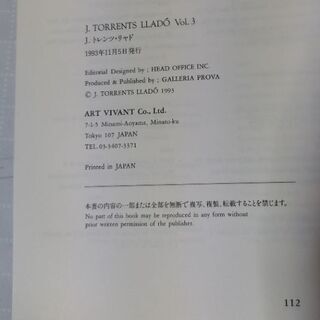 J. TORRENTS LLADÓ Vol. 3
J. トレンツ・リャド
1993年11月5日発行
Editorial Designed by ; HEAD OFFICE INC.
Produced & Published by ; GALLERIA PROVA
© J. TORRENTS LLADÓ 1993
ART VIVANT Co., Ltd.
7-1-5 Minami-Aoyama, Minato-ku
Tokyo 107 JAPAN
TEL.03-5407-3371
Printed in JAPAN
本書の内容の一部または全部を無断で複写、複製、転載することを禁じます。
No part of this book may be reproduced in any form without
prior written permission of the publisher.
112